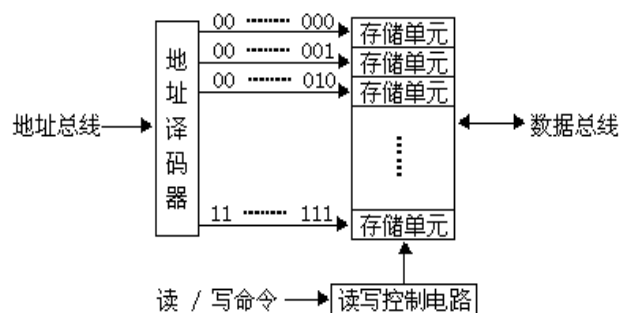 00 ┅┅ 000 存储单元
00 ┅┅ 001 存储单元
00 ┅┅ 010 存储单元
地址总线 地址译码器 ┅┅ 数据总线
11 ┅┅ 111 存储单元
读 / 写命令 读写控制电路